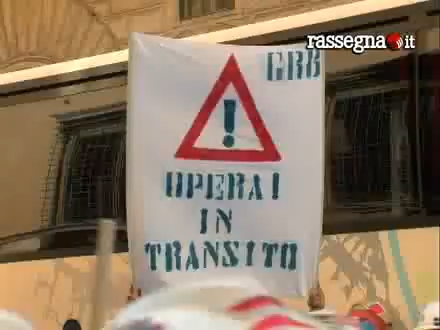 rassegna.it
GRB
!
OPERAI
IN
TRANSITO